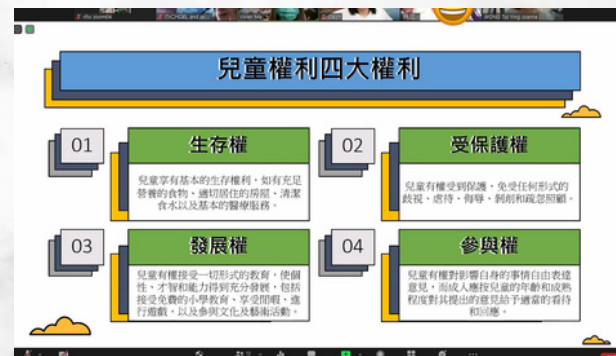 兒童權利四大權利
01
生存權
兒童享有基本的生存權利，如有充足
營養的食物、適切居住的房屋、清潔
食水以及基本的醫療服務。
02
受保護權
兒童有權受到保護，免受任何形式的
歧視、虐待、侮辱、剝削和疏忽照顧。
03
發展權
兒童有權接受一切形式的教育，使個
性、才智和能力得到充分發展，包括
接受免費的小學教育、享受閒暇、進
行遊戲，以及參與文化及藝術活動。
04
參與權
兒童有權對影響自身的事情自由表達
意見，而成人應按兒童的年齡和成熟
程度對其提出的意見給予適當的看待
和回應。